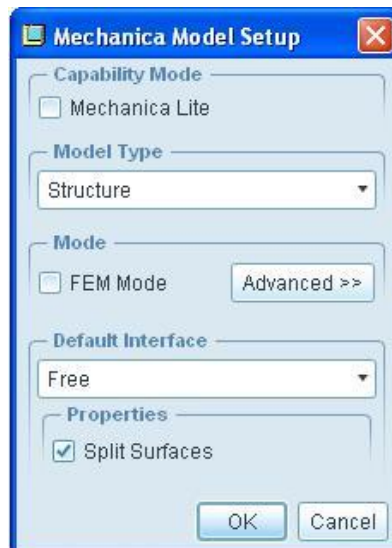 Mechanica Model Setup
Capability Mode
Mechanica Lite
Model Type
Structure
Mode
FEM Mode
Advanced >>
Default Interface
Free
Properties
Split Surfaces
OK
Cancel